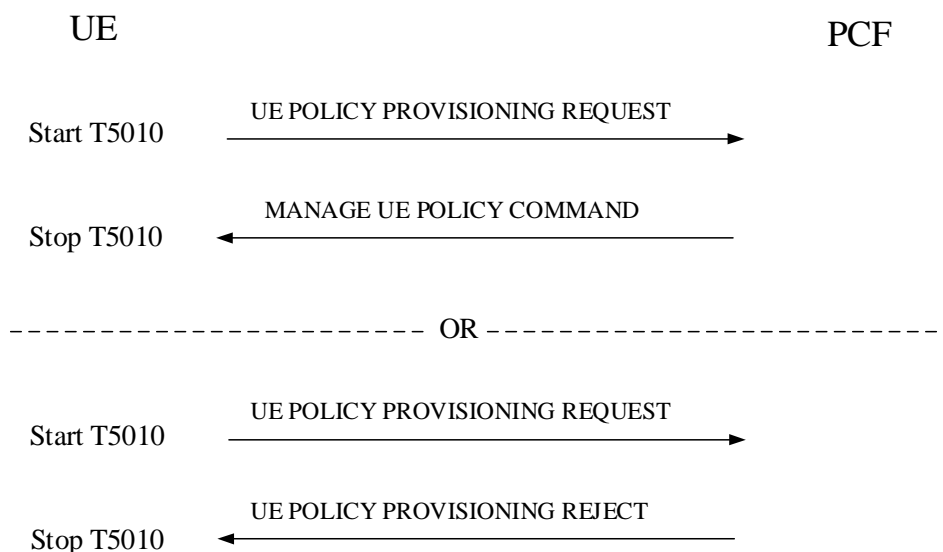 UE
PCF
UE POLICY PROVISIONING REQUEST
Start T5010
MANAGE UE POLICY COMMAND
Stop T5010
OR
UE POLICY PROVISIONING REQUEST
Start T5010
UE POLICY PROVISIONING REJECT
Stop T5010